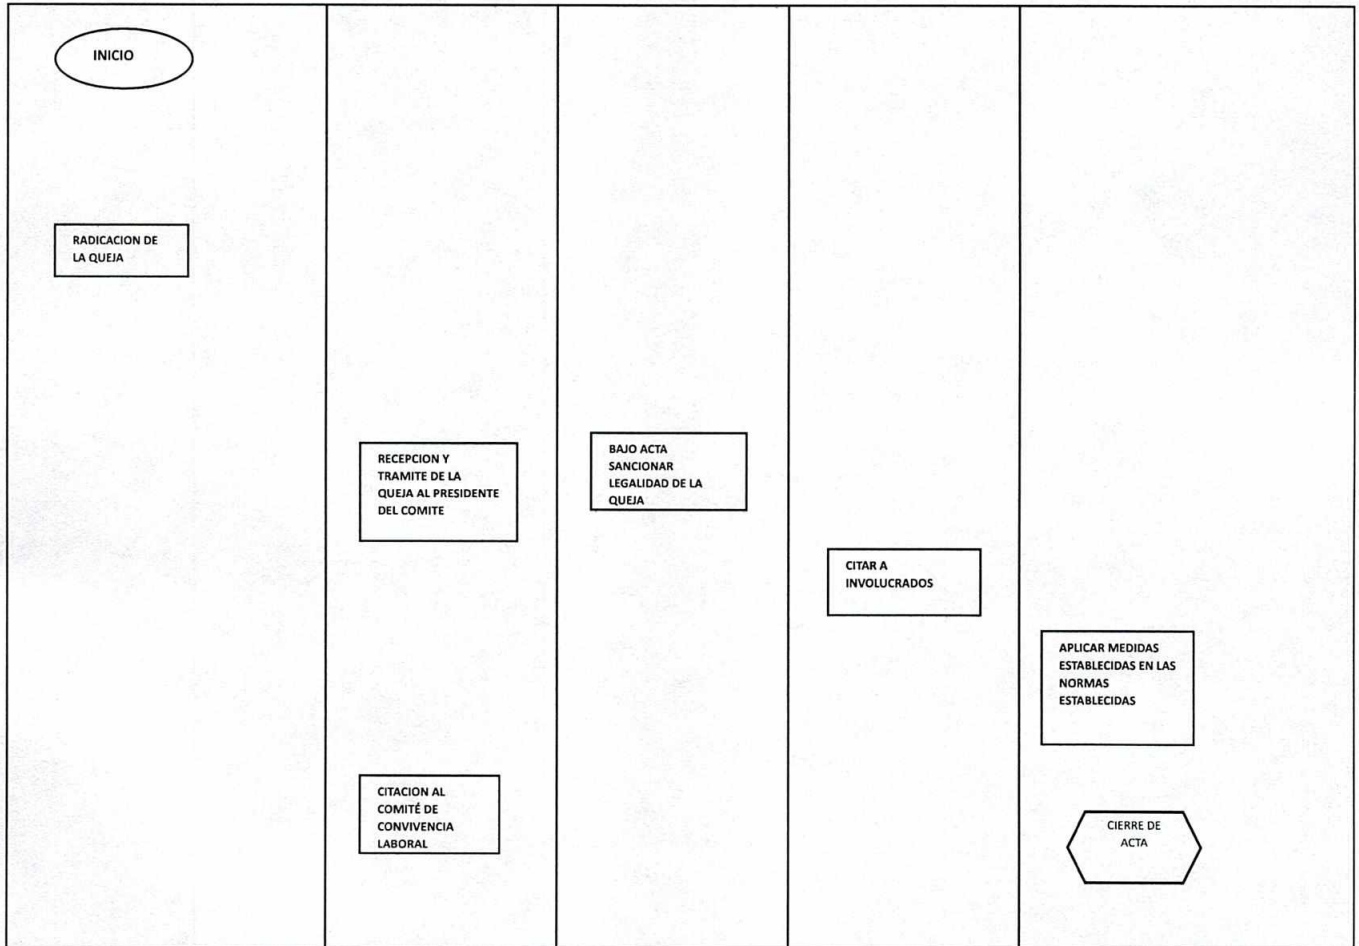 INICIO
RADICACION DE
LA QUEJA
RECEPCION Y
TRAMITE DE LA
QUEJA AL PRESIDENTE
DEL COMITE
CITACION AL
COMITÉ DE
CONVIVENCIA
LABORAL
BAJO ACTA
SANCIONAR
LEGALIDAD DE LA
QUEJA
CITAR A
INVOLUCRADOS
APLICAR MEDIDAS
ESTABLECIDAS EN LAS
NORMAS
ESTABLECIDAS
CIERRE DE
ACTA